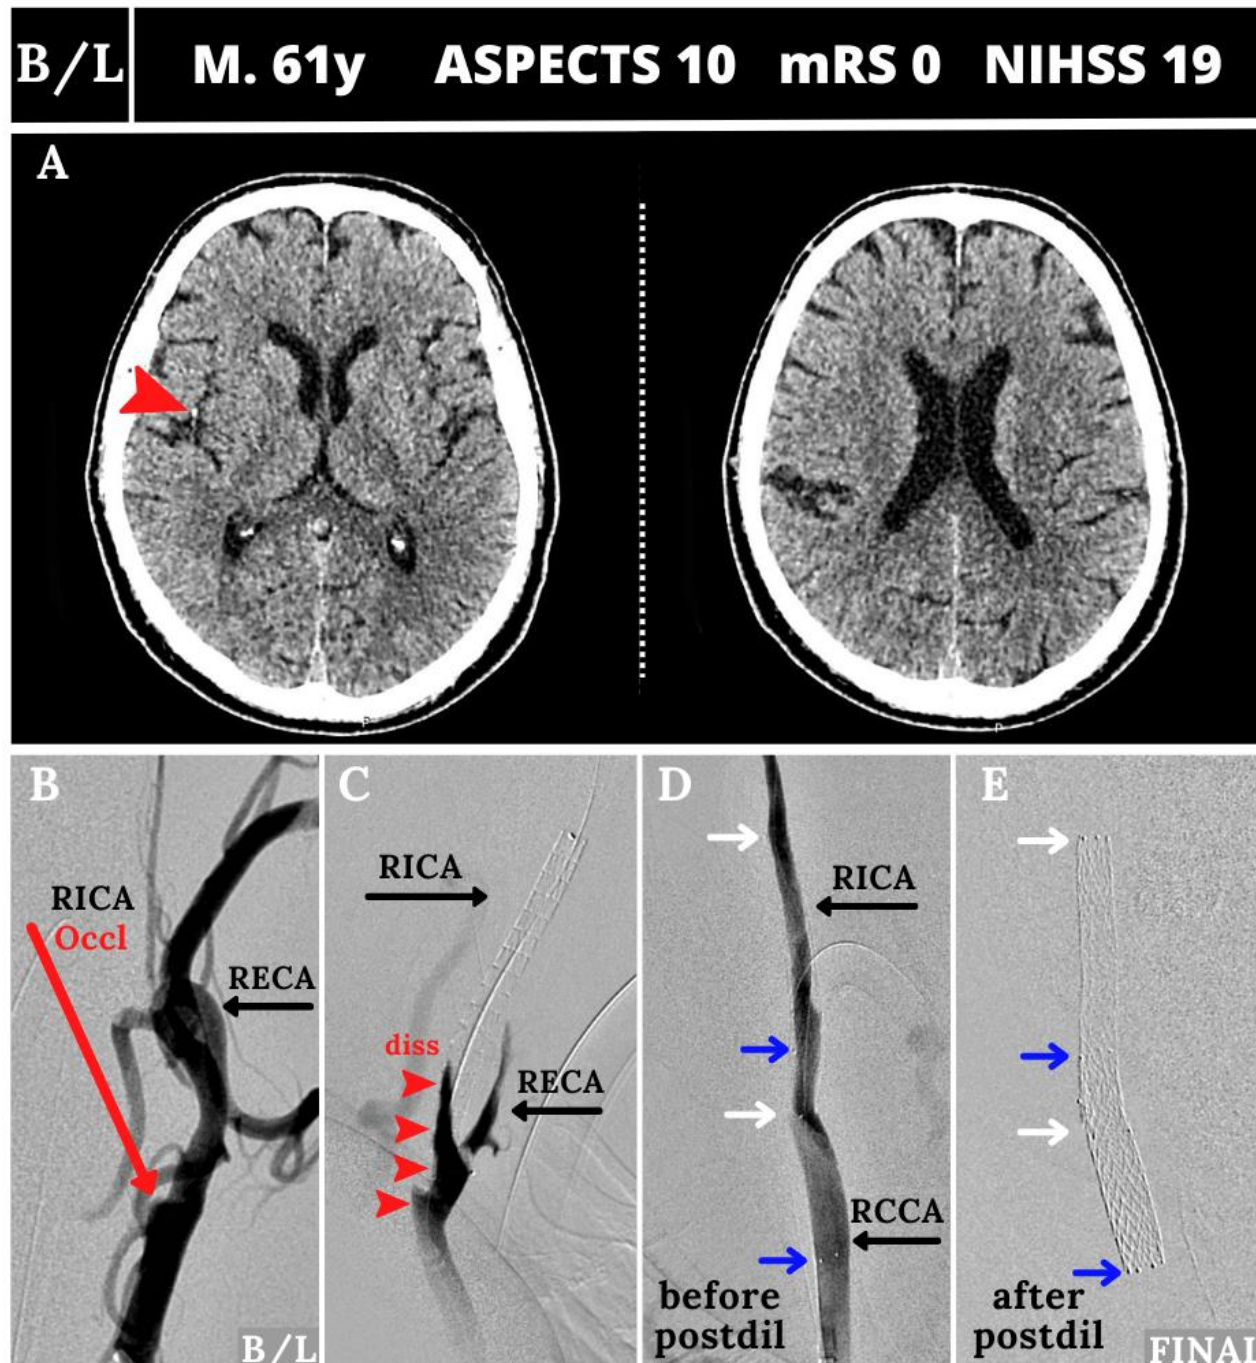 B/L M. 61y ASPECTS 10 mRS 0 NIHSS 19
A
P
P
B
RICA
Occl
RECA
B/L
C
RICA
diss
RECA
D
RICA
RCCA
before
postdil
E
after
postdil
FINAL